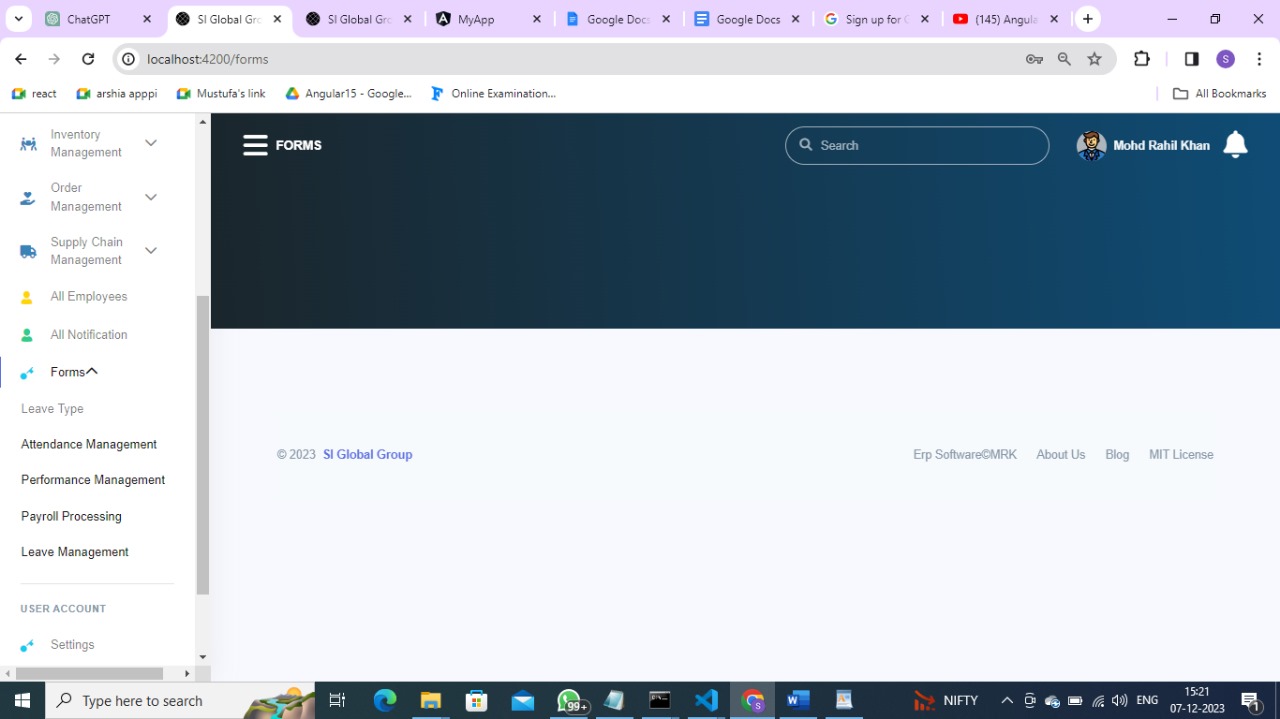 ChatGPT
SI Global Gro
SI Global Gro
MyApp
Google Docs
Google Docs
Sign up for G
(145) Angula
localhost:4200/forms
react
arshia apppi
Mustufa's link
Angular15 - Google...
Online Examination...
All Bookmarks
S
Inventory
Management
Order
Management
Supply Chain
Management
All Employees
All Notification
Forms
Leave Type
Attendance Management
Performance Management
Payroll Processing
Leave Management
USER ACCOUNT
Settings
FORMS
Search
Mohd Rahil Khan
© 2023 SI Global Group
Erp Software©MRK
About Us
Blog
MIT License
Type here to search
99+
S
NIFTY
ENG
15:21
07-12-2023
1